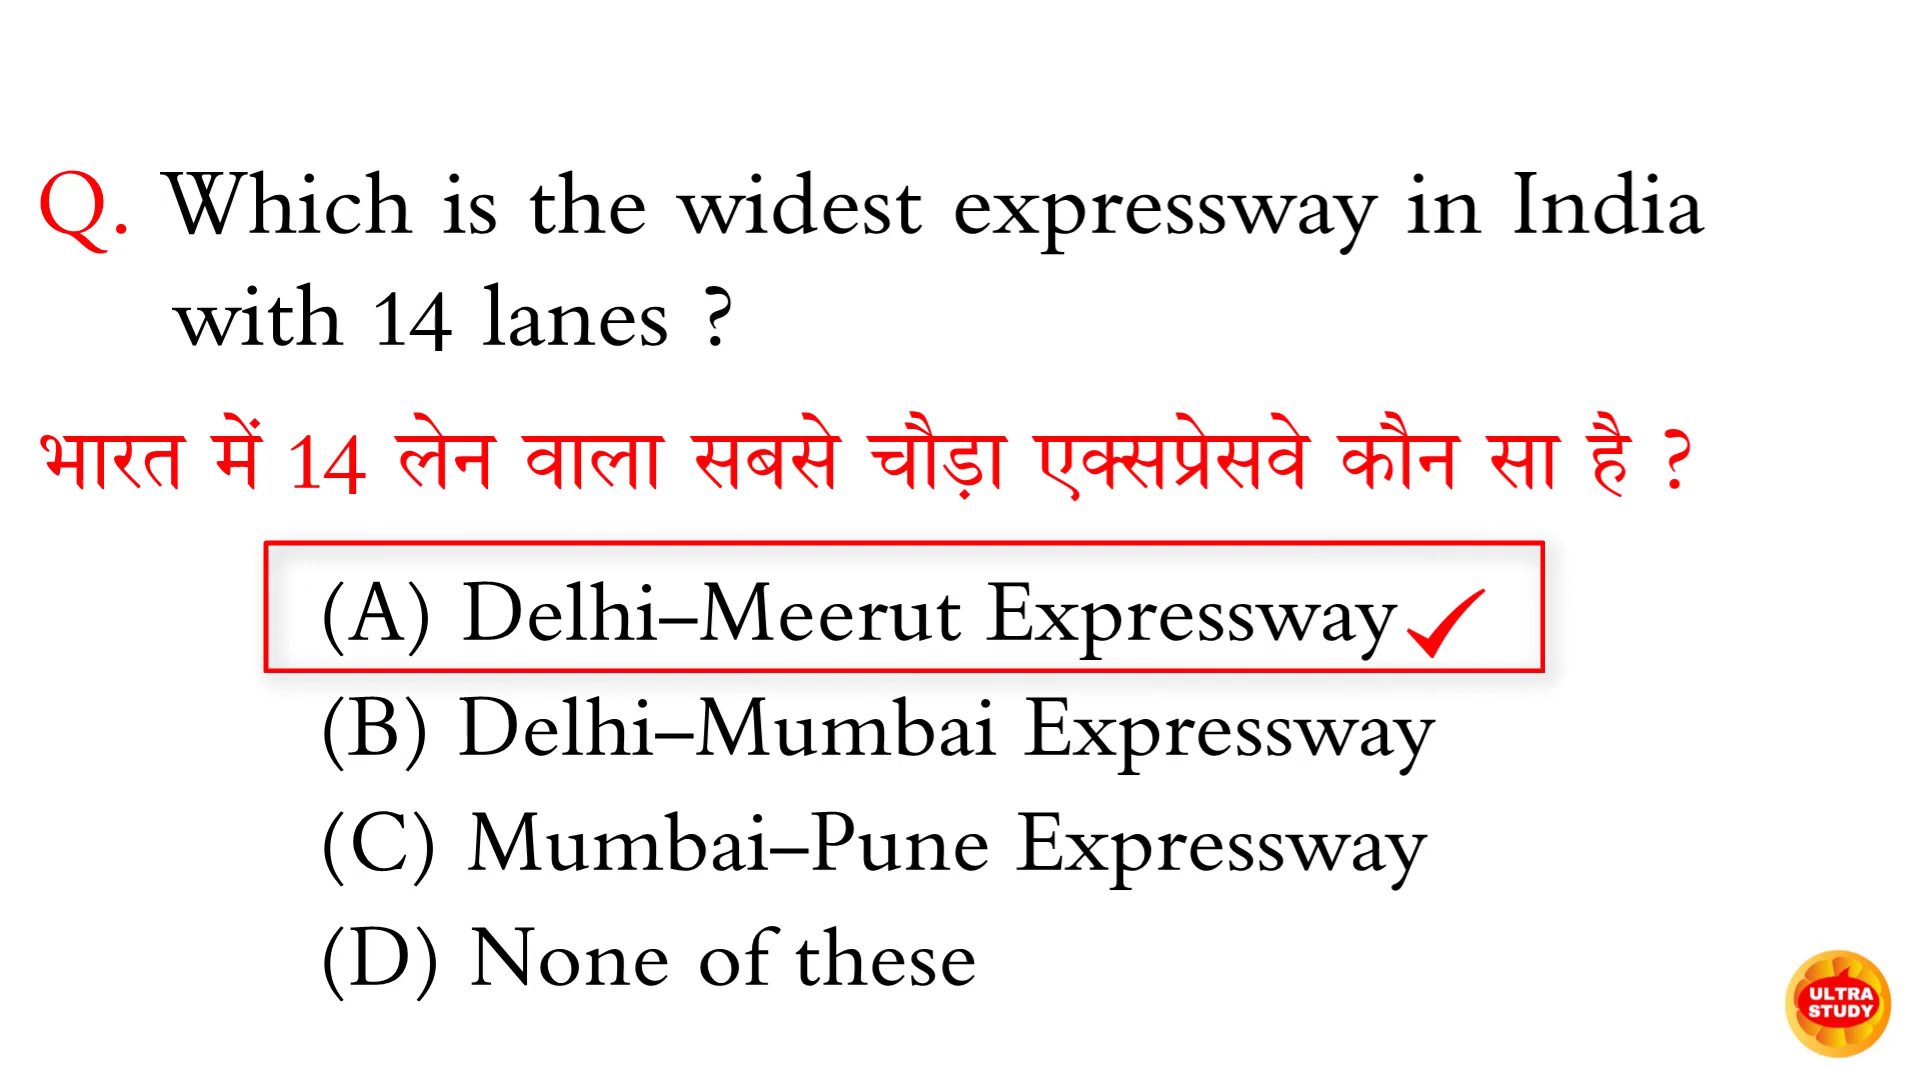 Q. Which is the widest expressway in India
with 14 lanes ?
भारत में 14 लेन वाला सबसे चौड़ा एक्सप्रेसवे कौन सा है ?
(A) Delhi–Meerut Expressway
(B) Delhi–Mumbai Expressway
(C) Mumbai–Pune Expressway
(D) None of these
ULTRA
STUDY